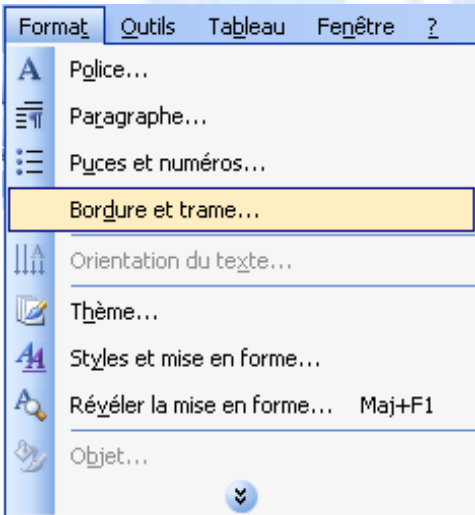 Format Outils Tableau Fenêtre ?
Police...
Paragraphe...
Puces et numéros...
Bordure et trame...
Orientation du texte...
Thème...
Styles et mise en forme...
Révéler la mise en forme... Maj+F1
Objet...